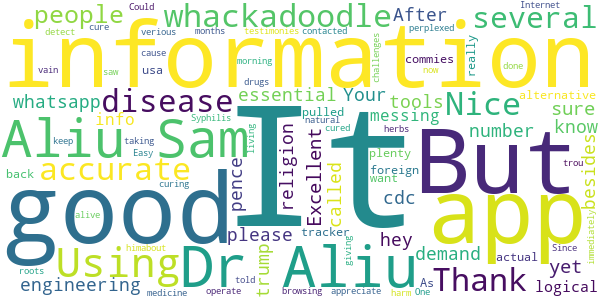 people
Could
whackadoodle
After
several
Internet
detect
cure
verious
months
testimonies
contacted
perplexed
vain
saw
information
cause
usa
morning
drugs
commies
now
really
challenges
done
alternative
whatsapp
disease
essential
Your
tools
Nice
sure
info
Syphilis
living
pulled
natural
messing
know
Aliu Sam
It
But
number
besides
accurate
religion
Excellent
cured
herbs
plenty
called
want
foreign
cdc
yet
trou
back
keep
taking
Easy
pence
good
curing
please
tracker
hey
app
immediately
alive
Using
Dr Aliu
giving
trump
demand
actual
Since
Thank
logical
roots
himabout
engineering
medicine
operate
told
browsing
appreciate
As
One
harm